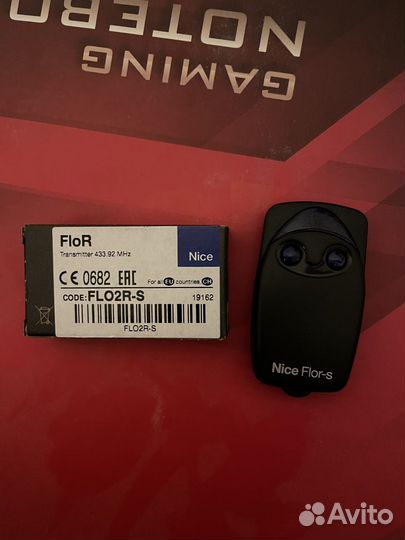 GAMING
NOTEBO
FloR
Transmitter 433.92 MHz
Nice
CE 0682 EAC
For all EU countries CH
CODE: FLO2R-S
19162
FLO2R-S
Nice Flor-s
Avito